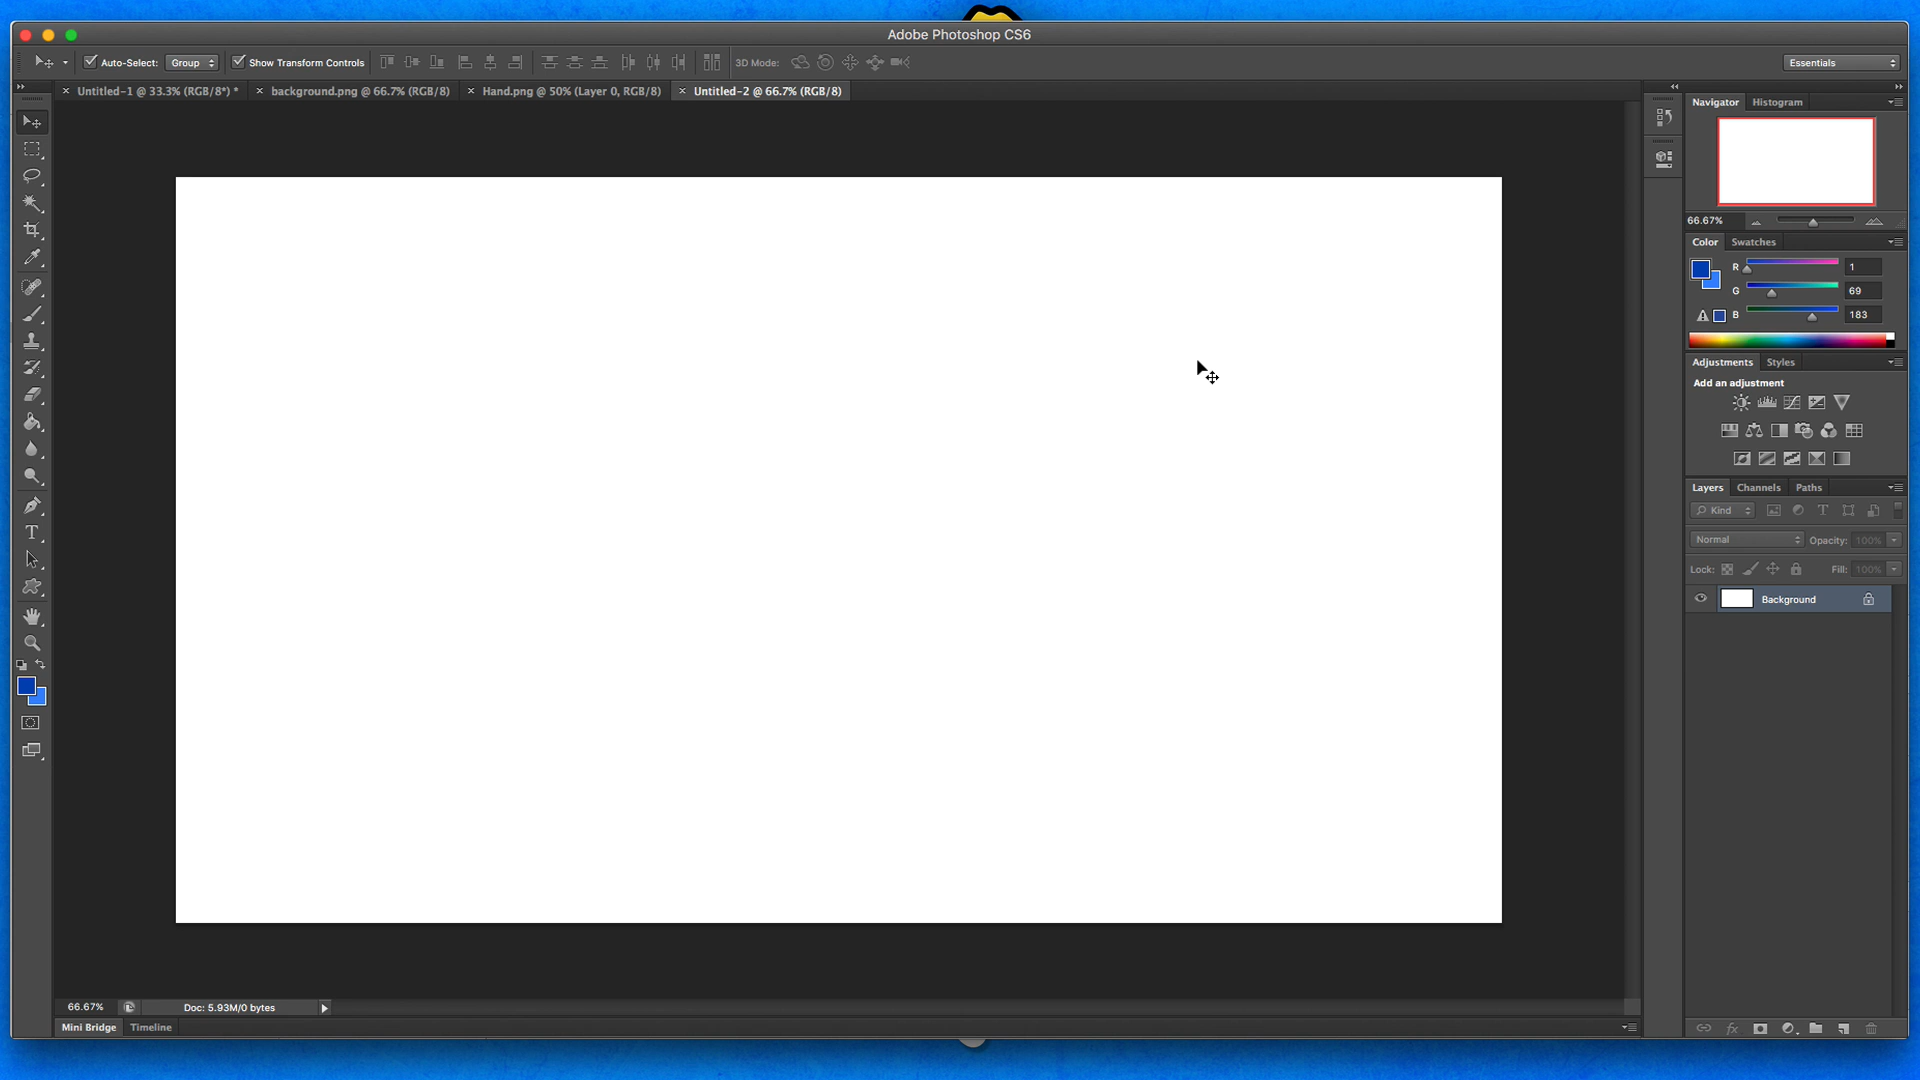 Adobe Photoshop CS6
Auto-Select: Group Show Transform Controls 3D Mode: Essentials
Untitled-1 @ 33.3% (RGB/8*) * background.png @ 66.7% (RGB/8) Hand.png @ 50% (Layer 0, RGB/8) Untitled-2 @ 66.7% (RGB/8)
Navigator Histogram
66.67%
Color Swatches
R 1
G 69
B 183
Adjustments Styles
Add an adjustment
Layers Channels Paths
Kind
Normal Opacity: 100%
Lock: Fill: 100%
Background
fx
66.67% Doc: 5.93M/0 bytes
Mini Bridge Timeline